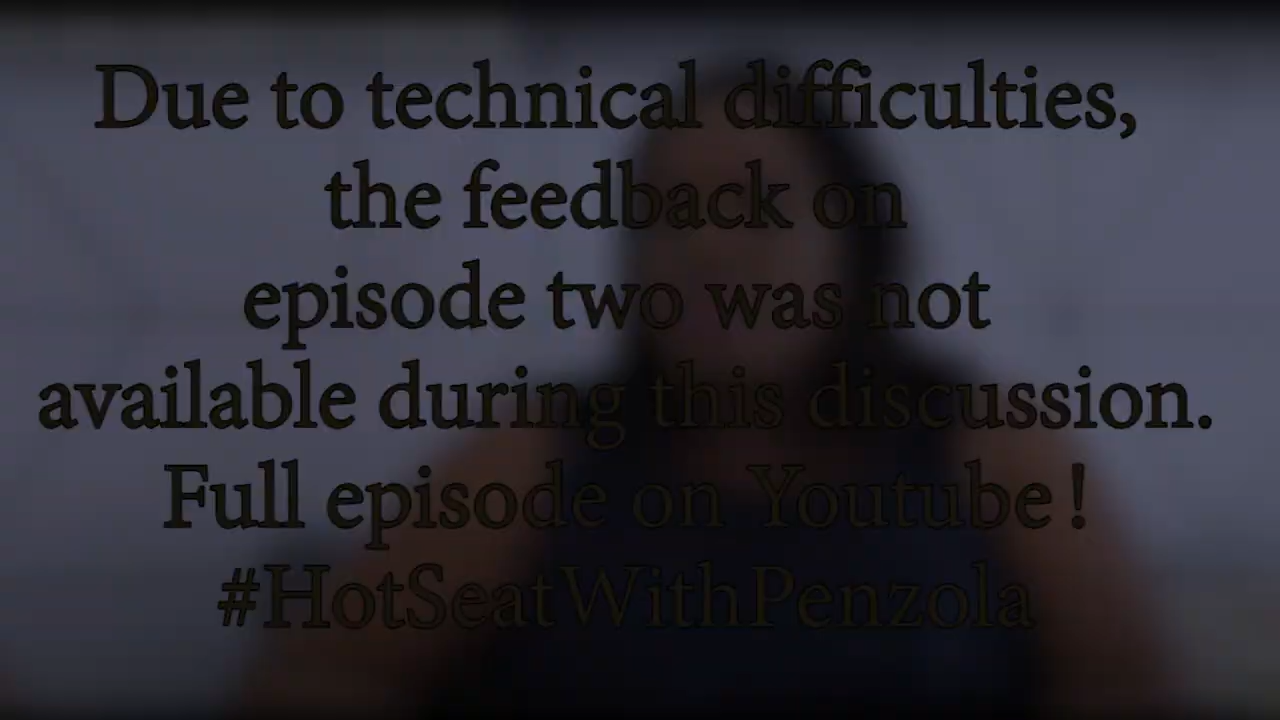 Due to technical difficulties,
the feedback on
episode two was not
available during this discussion.
Full episode on Youtube!
#HotSeatWithPenzola